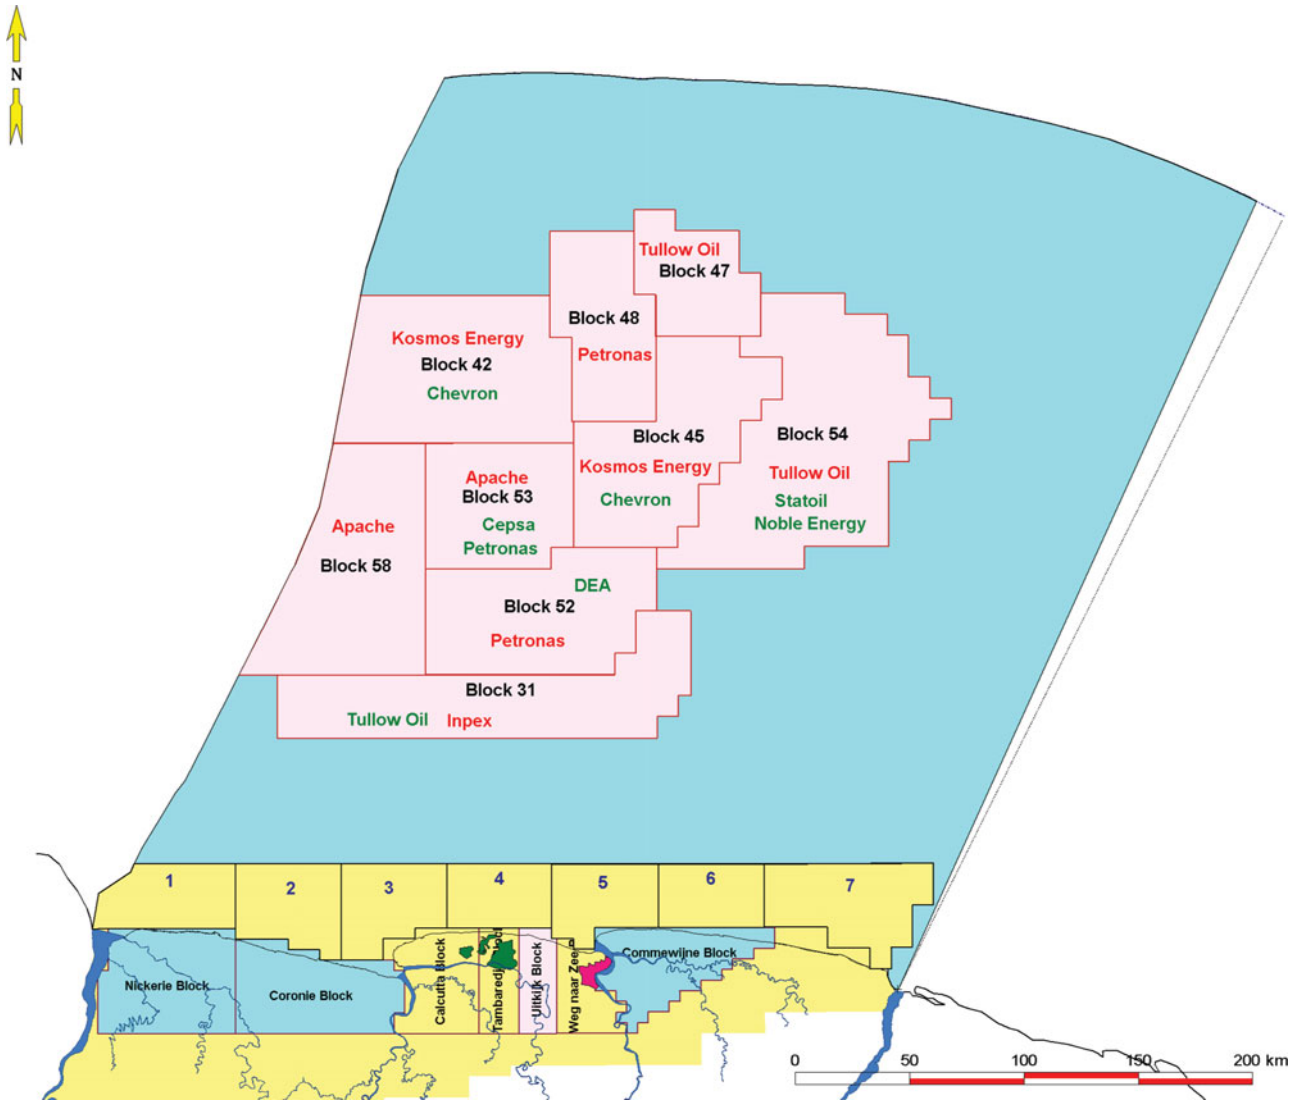 N
Tullow Oil
Block 47
Block 48
Petronas
Kosmos Energy
Block 42
Chevron
Block 45
Kosmos Energy
Chevron
Block 54
Tullow Oil
Statoil
Noble Energy
Apache
Block 53
Cepsa
Petronas
Apache
Block 58
DEA
Block 52
Petronas
Block 31
Tullow Oil Inpex
1
2
3
4
5
6
7
Nickerie Block
Coronie Block
Calcutta Block
Uitkijk Block
Weg naar Zee
Commewijne Block
0 50 100 150 200 km